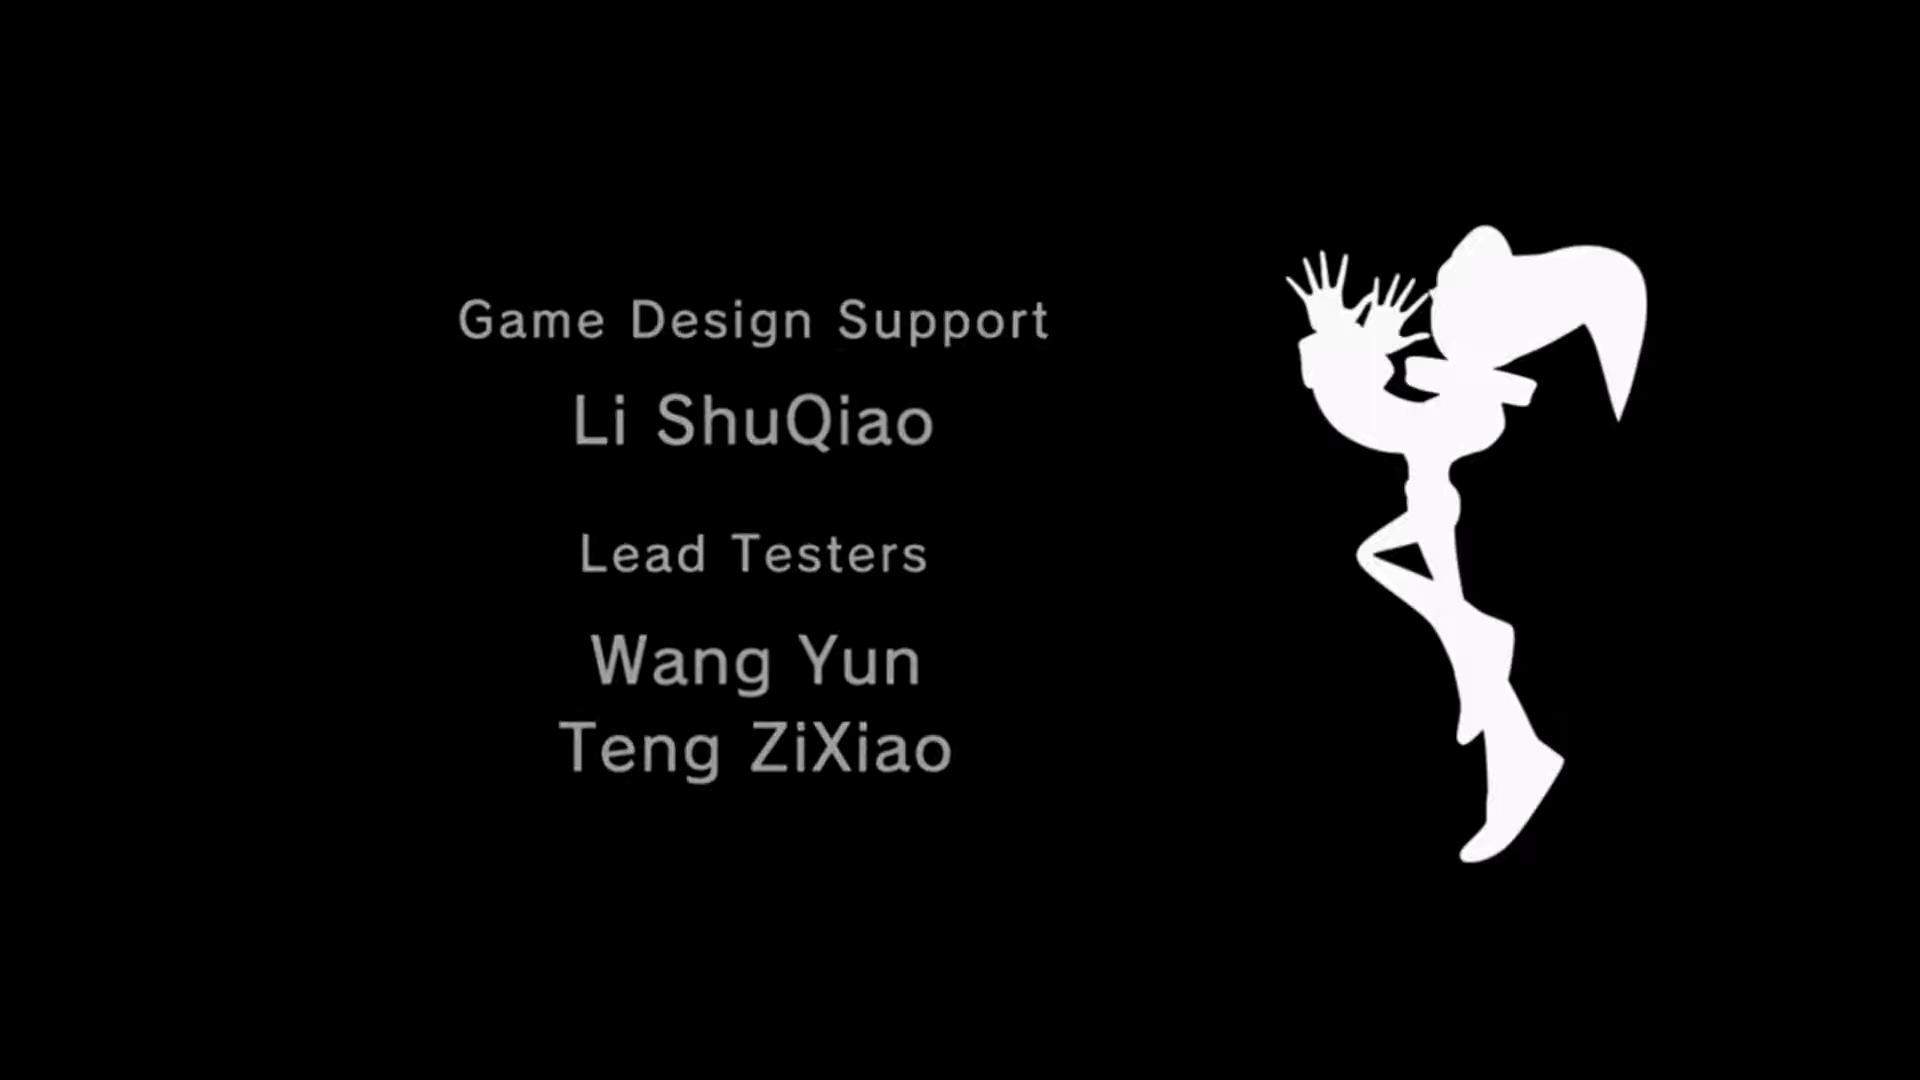 Game Design Support
Li ShuQiao
Lead Testers
Wang Yun
Teng ZiXiao